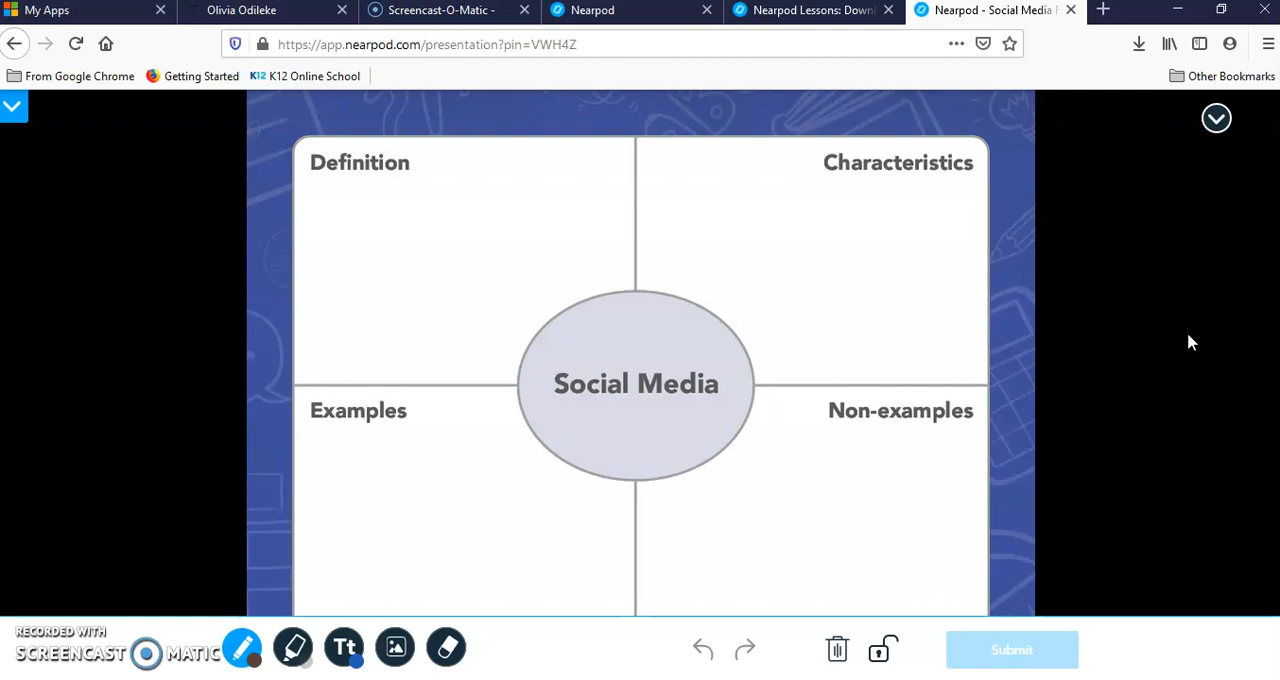 My Apps
Olivia Odileke
Screencast-O-Matic -
Nearpod
Nearpod Lessons: Downl
Nearpod - Social Media F
https://app.nearpod.com/presentation?pin=VWH4Z
From Google Chrome
Getting Started
K12 K12 Online School
Other Bookmarks
Definition
Characteristics
Social Media
Examples
Non-examples
RECORDED WITH
SCREENCAST MATIC
Tt
Submit